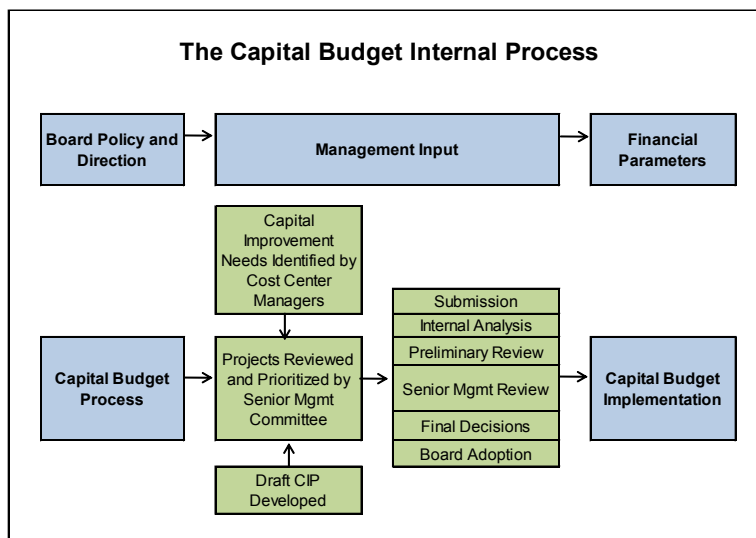 The Capital Budget Internal Process
Board Policy and
Direction
Management Input
Financial
Parameters
Capital
Improvement
Needs Identified by
Cost Center
Managers
Capital Budget
Process
Projects Reviewed
and Prioritized by
Senior Mgmt
Committee
Draft CIP
Developed
Submission
Internal Analysis
Preliminary Review
Senior Mgmt Review
Final Decisions
Board Adoption
Capital Budget
Implementation